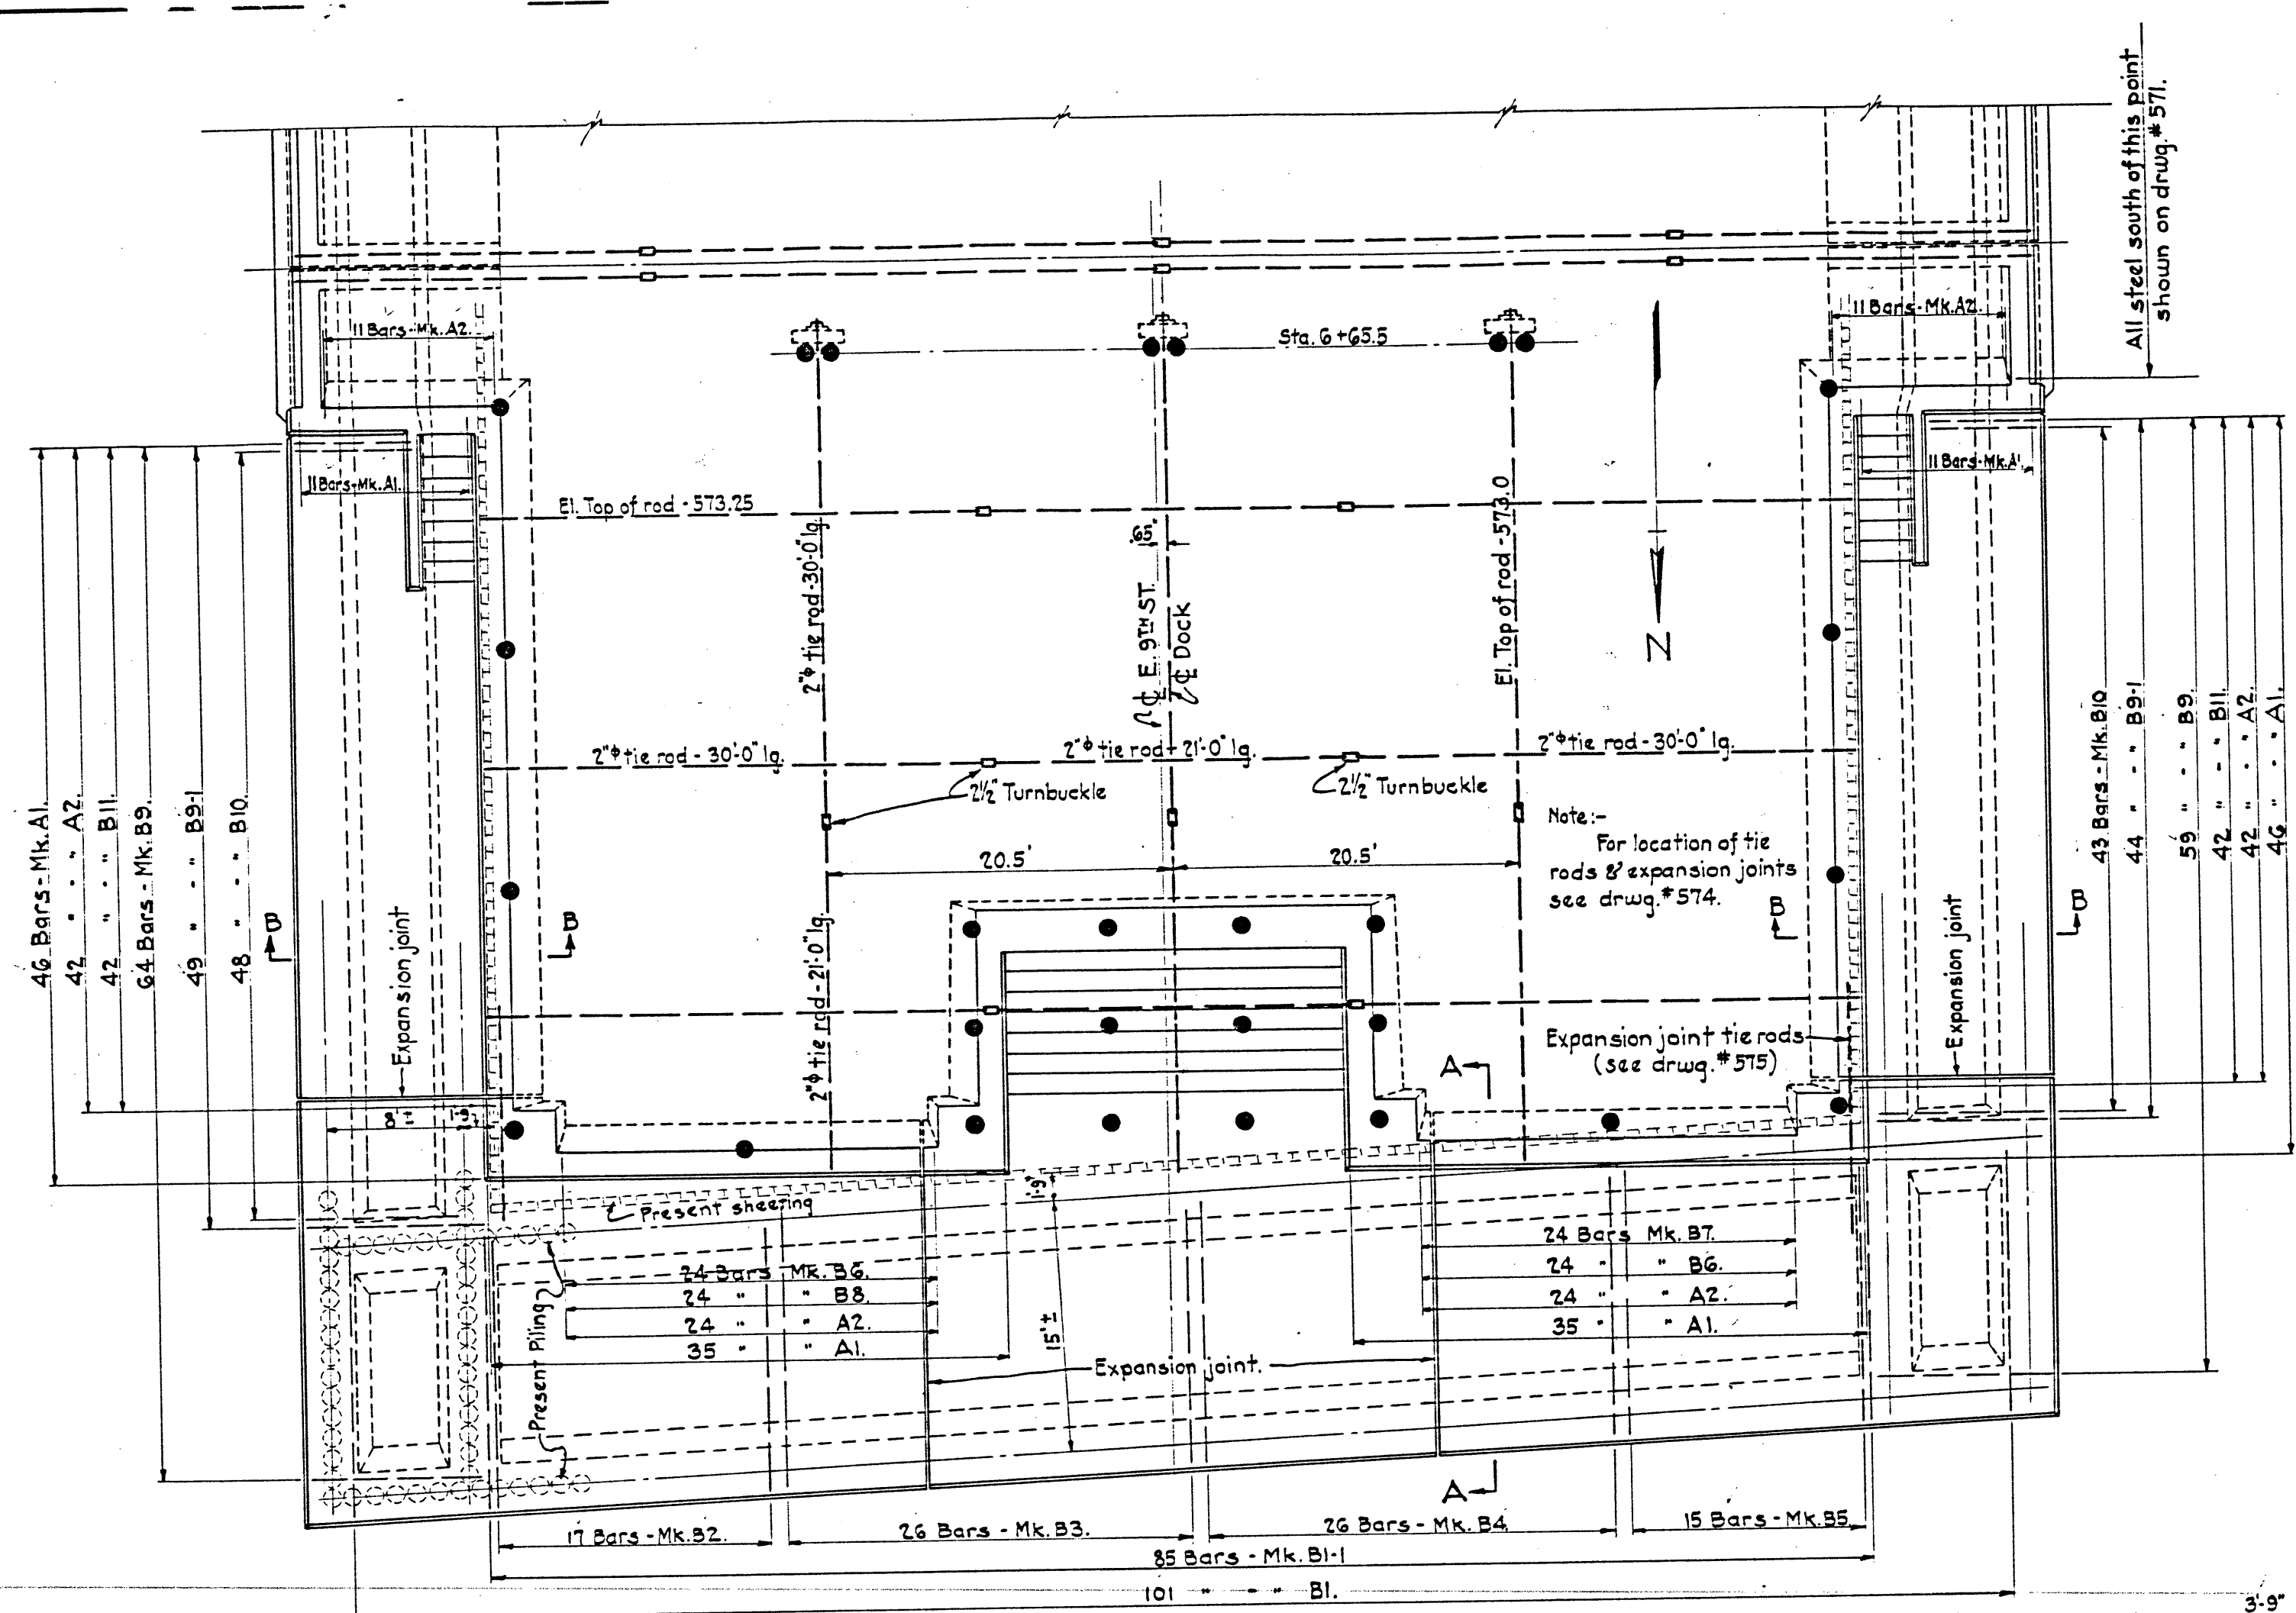 All steel south of this point
shown on drwg. #571.
11 Bars-Mk.A2.
Sta. 6+65.5
11 Bars-Mk.A2.
11 Bars-Mk.A1.
11 Bars-Mk.A1.
El. Top of rod - 573.25
2"ϕ tie rod-30'-0" lg.
.65'
℄ E. 9TH ST.
℄ Dock
El. Top of rod - 573.0
N
2"ϕ tie rod - 30'-0" lg.
2"ϕ tie rod - 21'-0" lg.
2"ϕ tie rod - 30'-0" lg.
2½" Turnbuckle
2½" Turnbuckle
Note:-
For location of tie
rods & expansion joints
see drwg. #574.
20.5'
20.5'
46 Bars-Mk.A1.
42 " - " A2.
42 " - " B11.
64 Bars-Mk.B9.
49 " - " B9-1
48 " - " B10.
43 Bars-Mk.B10
44 " - " B9-1
59 " - " B9.
42 " - " B11.
42 " - " A2.
46 " - " A1.
B
B
B
B
Expansion joint
Expansion joint
2"ϕ tie rod-21'-0" lg.
Expansion joint tie rods
(see drwg. #575)
A
8'±
1'-9"
1'-9"
Present sheeting
Present Piling
24 Bars Mk. B6.
24 " " B8.
24 " " A2.
35 " " A1.
24 Bars Mk. B7.
24 " " B6.
24 " " A2.
35 " " A1.
15'±
Expansion joint.
A
17 Bars - Mk.B2.
26 Bars - Mk.B3.
26 Bars - Mk.B4.
15 Bars - Mk.B5.
85 Bars - Mk. B1-1
101 " - " B1.
3'-9"